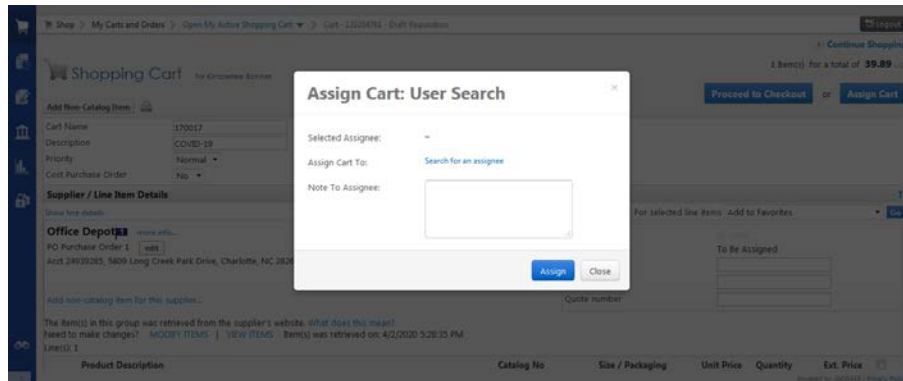 Shop > My Carts and Orders > Open My Active Shopping Cart > Cart - Draft Requisition
Logout
Continue Shoppin
Shopping Cart for
1 item(s) for a total of 39.89
Add Non-Catalog Item
Proceed to Checkout or Assign Cart
Cart Name 170017
Description COVID-19
Priority Normal
Cost Purchase Order No
Assign Cart: User Search
×
Selected Assignee: –
Assign Cart To: Search for an assignee
Note To Assignee:
Assign Close
Supplier / Line Item Details
Show line details
For selected line items Add to Favorites Go
Office Depot more info...
PO Purchase Order 1 edit
To Be Assigned
Acct 24939265, 5809 Long Creek Park Drive, Charlotte, NC 2826
Add non-catalog item for this supplier...
Quote number
The item(s) in this group was retrieved from the supplier's website. What does this mean?
Need to make changes? MODIFY ITEMS | VIEW ITEMS Item(s) was retrieved on: 4/2/2020 5:28:35 PM
Line(s): 1
Product Description Catalog No Size / Packaging Unit Price Quantity Ext. Price